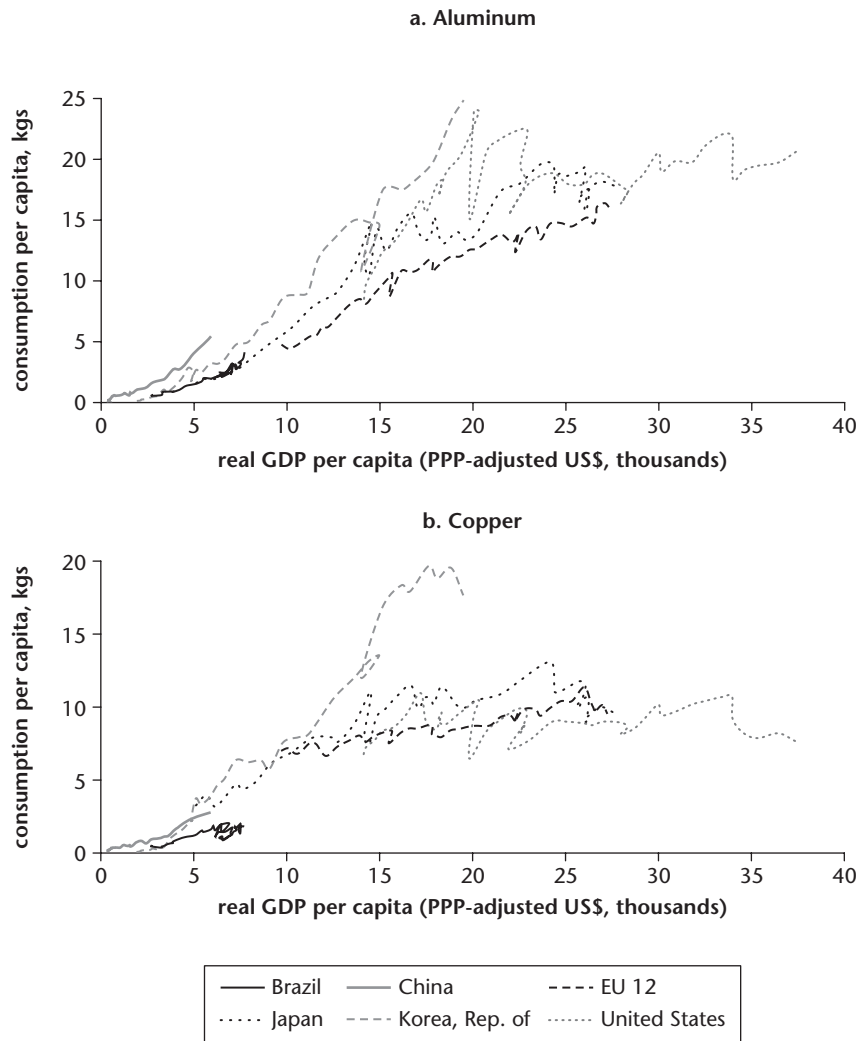 a. Aluminum
25
20
15
10
5
0
consumption per capita, kgs
0 5 10 15 20 25 30 35 40
real GDP per capita (PPP-adjusted US$, thousands)
b. Copper
20
15
10
5
0
consumption per capita, kgs
0 5 10 15 20 25 30 35 40
real GDP per capita (PPP-adjusted US$, thousands)
Brazil China EU 12
Japan Korea, Rep. of United States